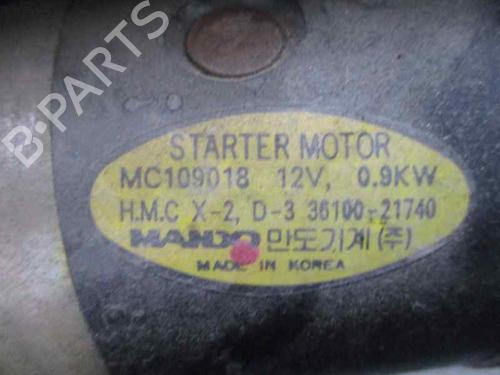 B-PARTS
STARTER MOTOR
MC109018 12V, 0.9KW
H.M.C X-2, D-3 36100-21740
MANDO 만도기계(주)
MADE IN KOREA